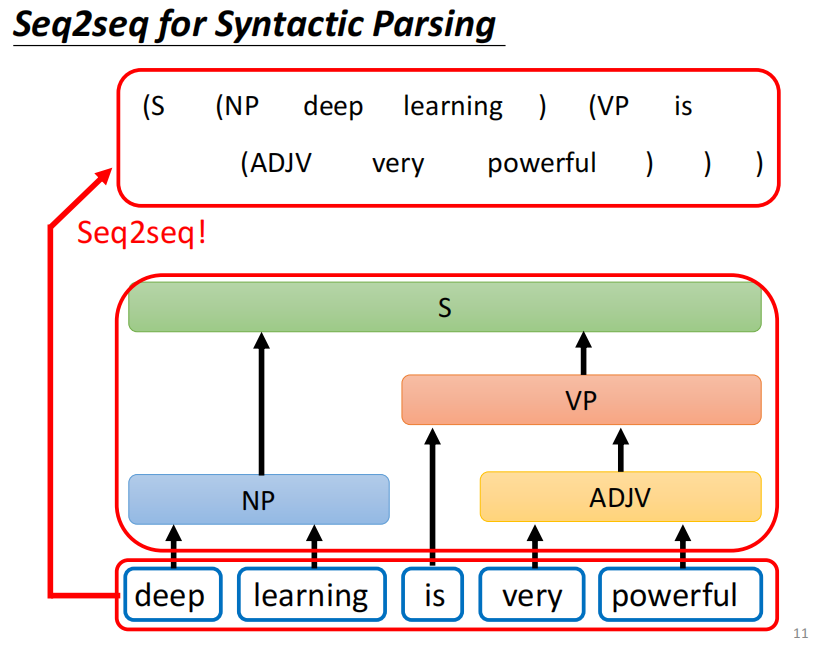 Seq2seq for Syntactic Parsing
(S (NP deep learning ) (VP is
(ADJV very powerful ) ) )
Seq2seq!
S
VP
NP ADJV
deep learning is very powerful
11